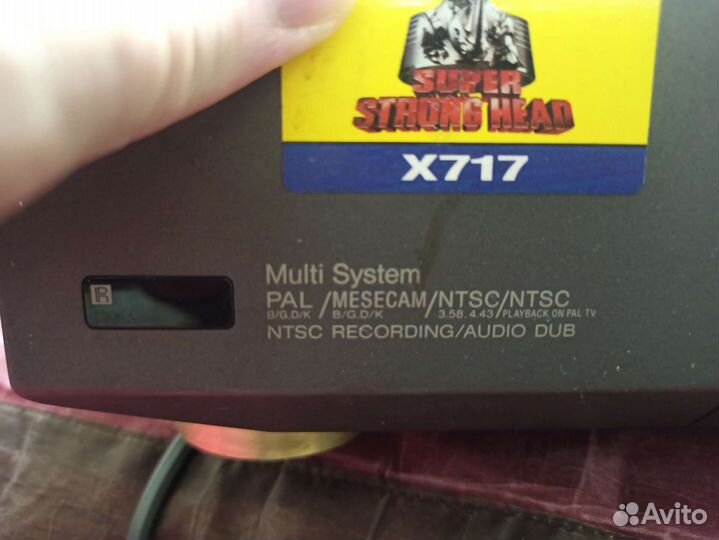 SUPER
STRONG HEAD
X717
R
Multi System
PAL /MESECAM/NTSC/NTSC
B/G.D/K B/G.D/K 3.58, 4.43 PLAYBACK ON PAL TV
NTSC RECORDING/AUDIO DUB
Avito